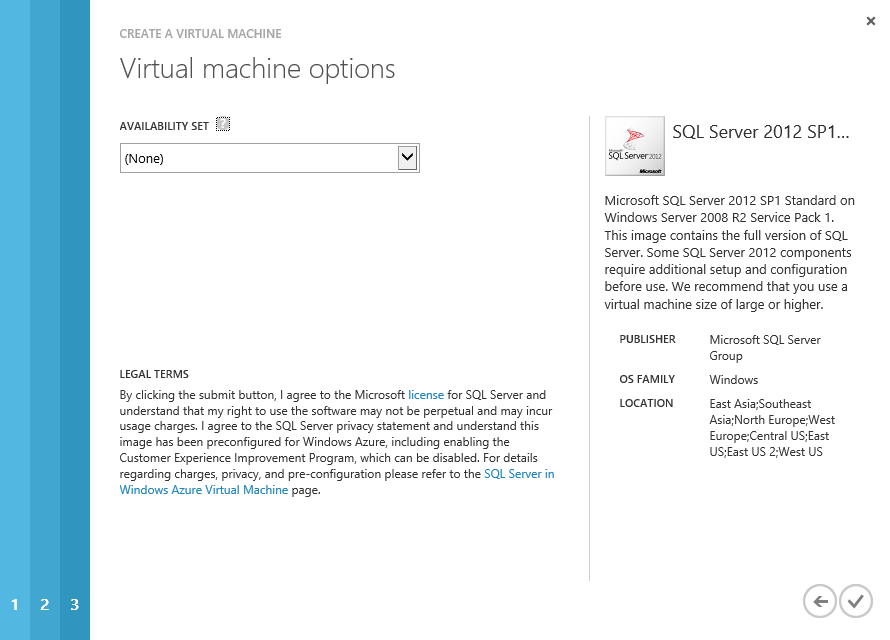 CREATE A VIRTUAL MACHINE
Virtual machine options
AVAILABILITY SET ?
(None)
LEGAL TERMS
By clicking the submit button, I agree to the Microsoft license for SQL Server and
understand that my right to use the software may not be perpetual and may incur
usage charges. I agree to the SQL Server privacy statement and understand this
image has been preconfigured for Windows Azure, including enabling the
Customer Experience Improvement Program, which can be disabled. For details
regarding charges, privacy, and pre-configuration please refer to the SQL Server in
Windows Azure Virtual Machine page.
Microsoft
SQL Server 2012
Microsoft
SQL Server 2012 SP1...
Microsoft SQL Server 2012 SP1 Standard on
Windows Server 2008 R2 Service Pack 1.
This image contains the full version of SQL
Server. Some SQL Server 2012 components
require additional setup and configuration
before use. We recommend that you use a
virtual machine size of large or higher.
PUBLISHER Microsoft SQL Server
Group
OS FAMILY Windows
LOCATION East Asia;Southeast
Asia;North Europe;West
Europe;Central US;East
US;East US 2;West US
1 2 3